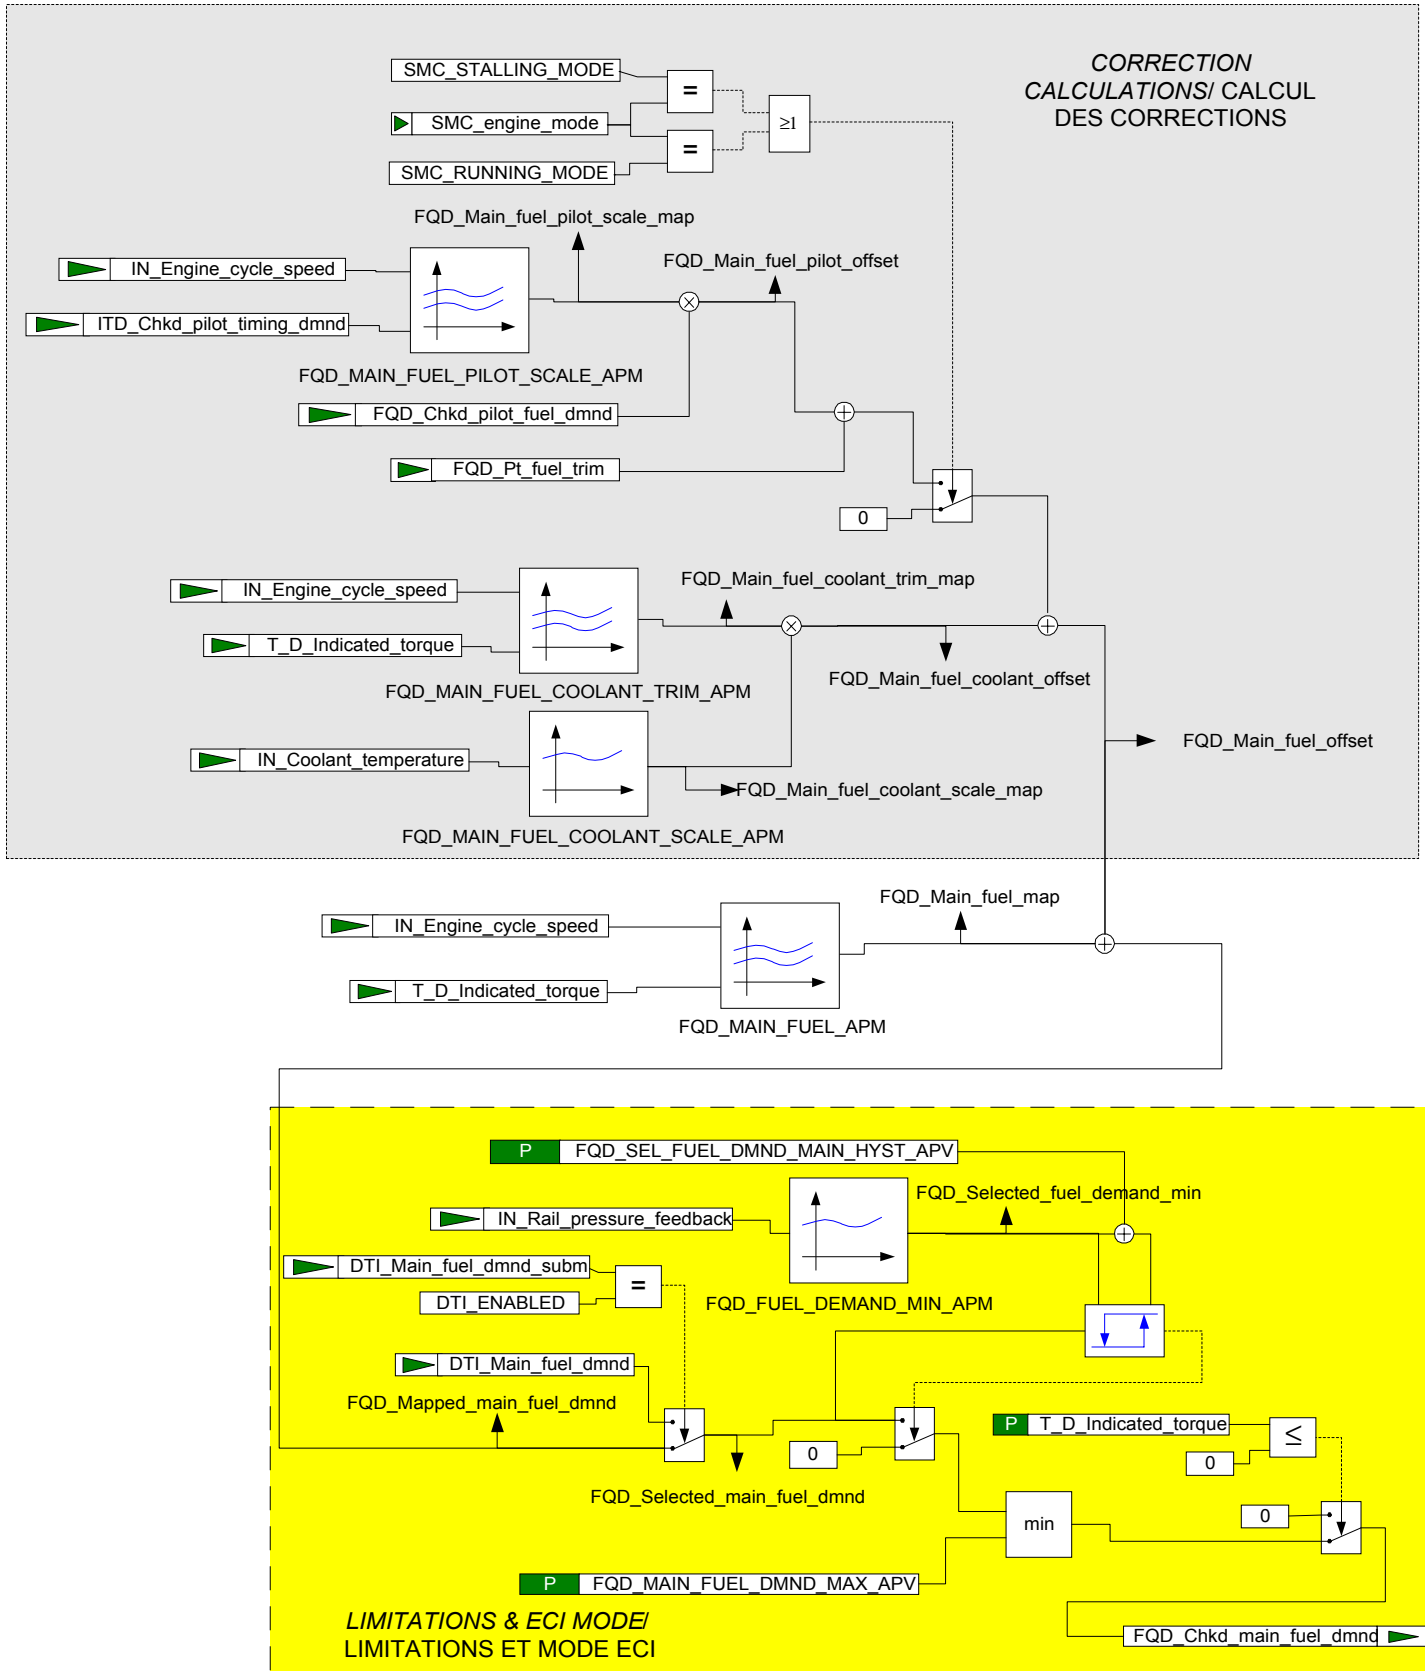 SMC_STALLING_MODE
=
CORRECTION
CALCULATIONS/ CALCUL
DES CORRECTIONS
SMC_engine_mode
≥1
=
SMC_RUNNING_MODE
FQD_Main_fuel_pilot_scale_map
FQD_Main_fuel_pilot_offset
IN_Engine_cycle_speed
ITD_Chkd_pilot_timing_dmnd
FQD_MAIN_FUEL_PILOT_SCALE_APM
FQD_Chkd_pilot_fuel_dmnd
FQD_Pt_fuel_trim
0
FQD_Main_fuel_coolant_trim_map
IN_Engine_cycle_speed
T_D_Indicated_torque
FQD_Main_fuel_coolant_offset
FQD_MAIN_FUEL_COOLANT_TRIM_APM
FQD_Main_fuel_offset
IN_Coolant_temperature
FQD_Main_fuel_coolant_scale_map
FQD_MAIN_FUEL_COOLANT_SCALE_APM
FQD_Main_fuel_map
IN_Engine_cycle_speed
T_D_Indicated_torque
FQD_MAIN_FUEL_APM
P FQD_SEL_FUEL_DMND_MAIN_HYST_APV
FQD_Selected_fuel_demand_min
IN_Rail_pressure_feedback
DTI_Main_fuel_dmnd_subm
=
DTI_ENABLED
FQD_FUEL_DEMAND_MIN_APM
DTI_Main_fuel_dmnd
FQD_Mapped_main_fuel_dmnd
P T_D_Indicated_torque
≤
0
0
FQD_Selected_main_fuel_dmnd
0
min
P FQD_MAIN_FUEL_DMND_MAX_APV
LIMITATIONS & ECI MODE/
LIMITATIONS ET MODE ECI
FQD_Chkd_main_fuel_dmnd